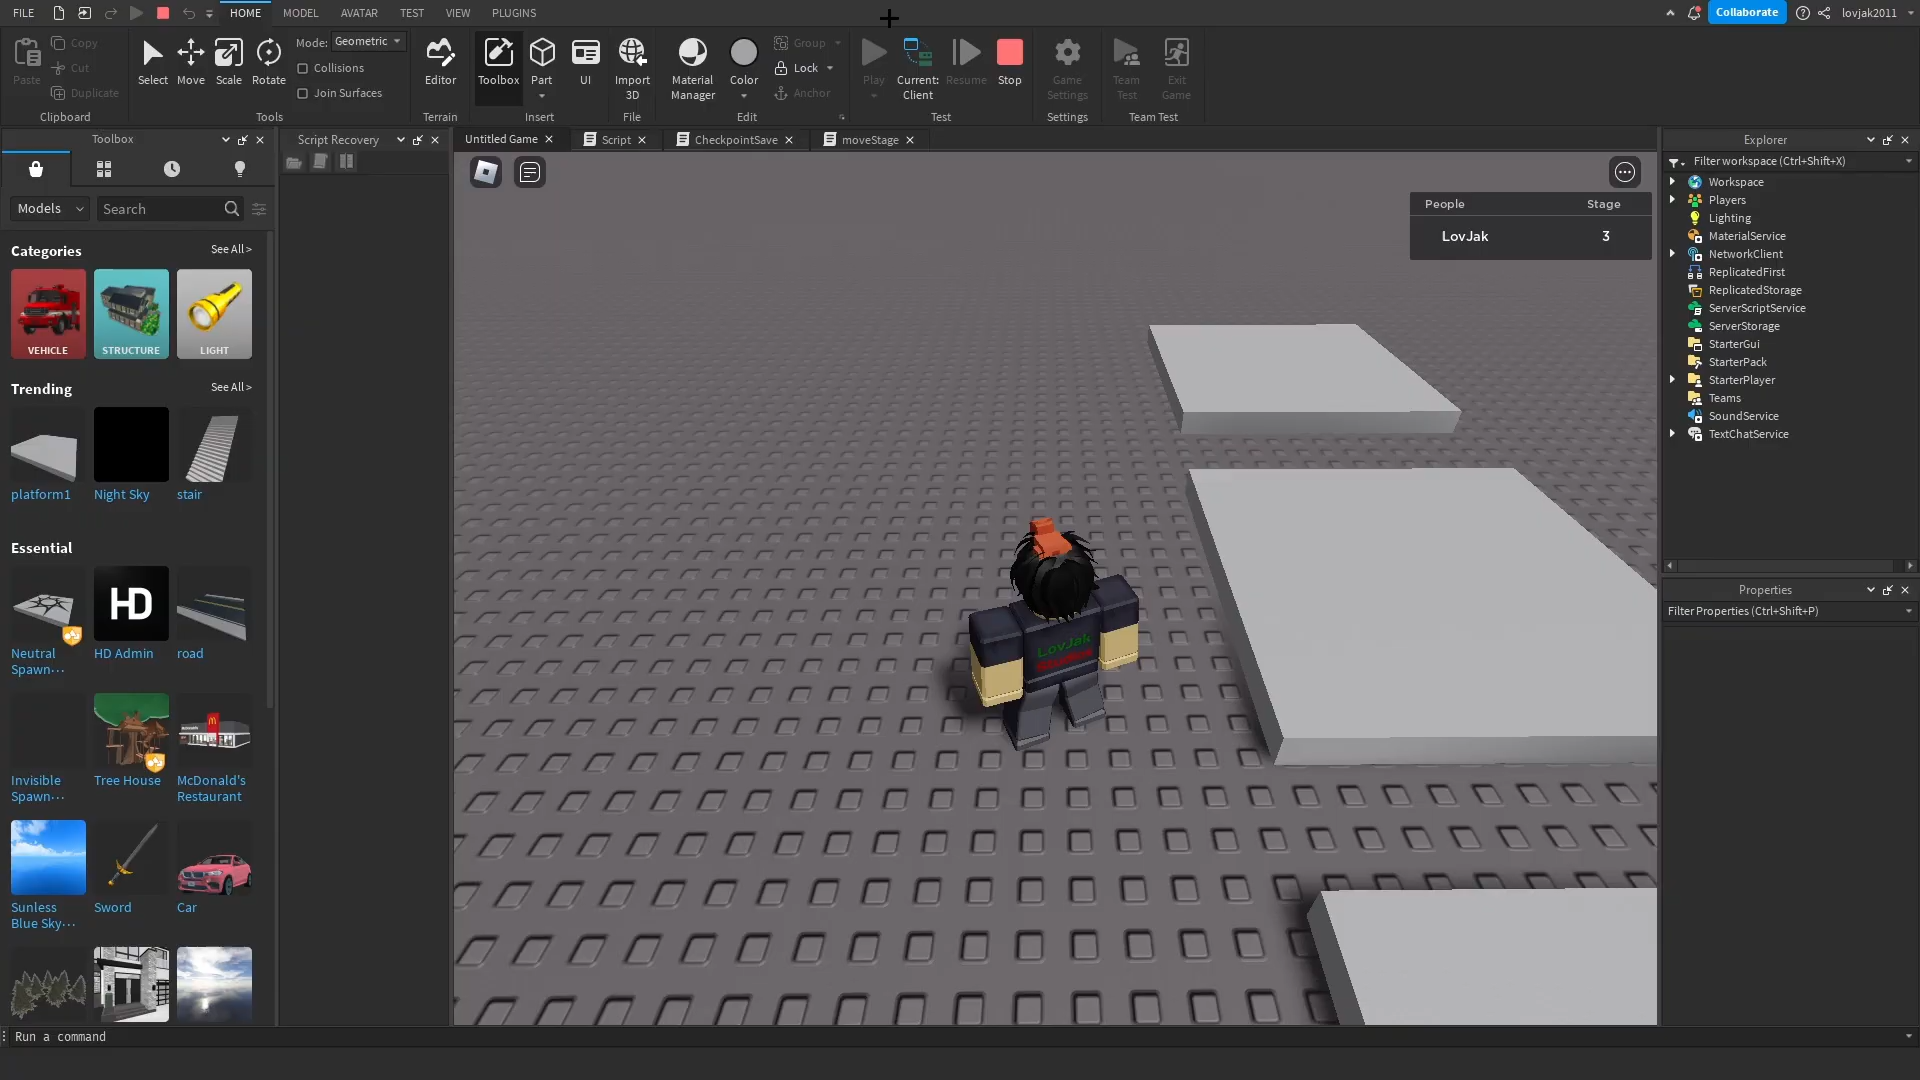 FILE
HOME
MODEL
AVATAR
TEST
VIEW
PLUGINS
Collaborate
lovjak2011
Paste
Copy
Cut
Duplicate
Clipboard
Select
Move
Scale
Rotate
Mode: Geometric
Collisions
Join Surfaces
Tools
Editor
Terrain
Toolbox
Part
UI
Insert
Import
3D
File
Material
Manager
Color
Group
Lock
Anchor
Edit
Play
Current:
Client
Resume
Stop
Test
Game
Settings
Settings
Team
Test
Exit
Game
Team Test
Toolbox
Models
Search
Categories
See All >
VEHICLE
STRUCTURE
LIGHT
Trending
See All >
platform1
Night Sky
stair
Essential
HD
Neutral
Spawn...
HD Admin
road
Invisible
Spawn...
Tree House
McDonald's
Restaurant
Sunless
Blue Sky...
Sword
Car
Script Recovery
Untitled Game
Script
CheckpointSave
moveStage
People
Stage
LovJak
3
LovJak
Studios
Explorer
Filter workspace (Ctrl+Shift+X)
Workspace
Players
Lighting
MaterialService
NetworkClient
ReplicatedFirst
ReplicatedStorage
ServerScriptService
ServerStorage
StarterGui
StarterPack
StarterPlayer
Teams
SoundService
TextChatService
Properties
Filter Properties (Ctrl+Shift+P)
Run a command